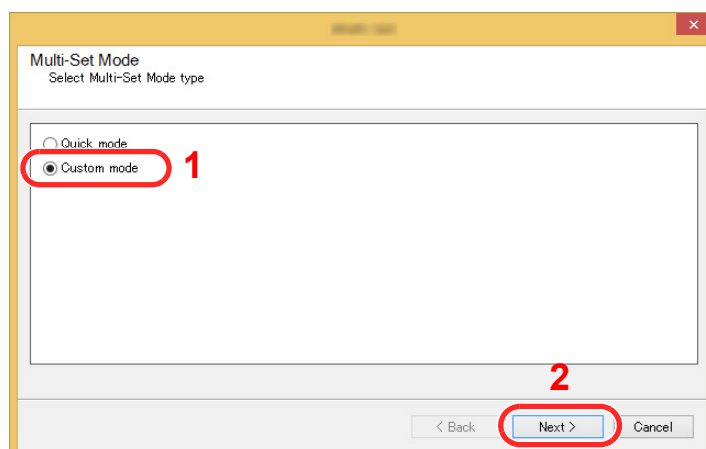 Multi-Set Mode
Select Multi-Set Mode type
Quick mode
Custom mode
1
2
< Back
Next >
Cancel